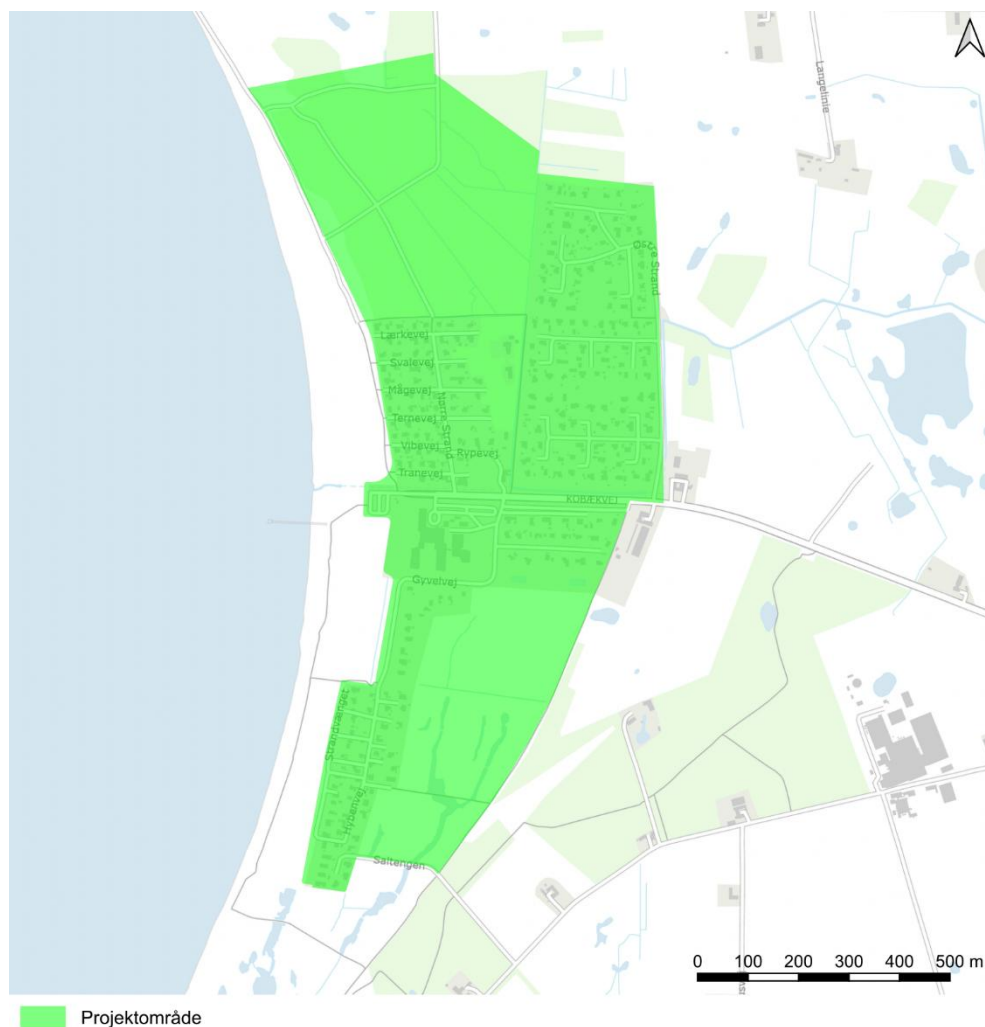 Langelinie
Østre Strand
Lærkevej
Svalevej
Mågevej
Nørre Strand
Ternevej
Vibevej
Rypevej
Tranevej
KOBÆKVEJ
Gyvelvej
Strandvænget
Hybenvej
Saltengen
0 100 200 300 400 500 m
Projektområde